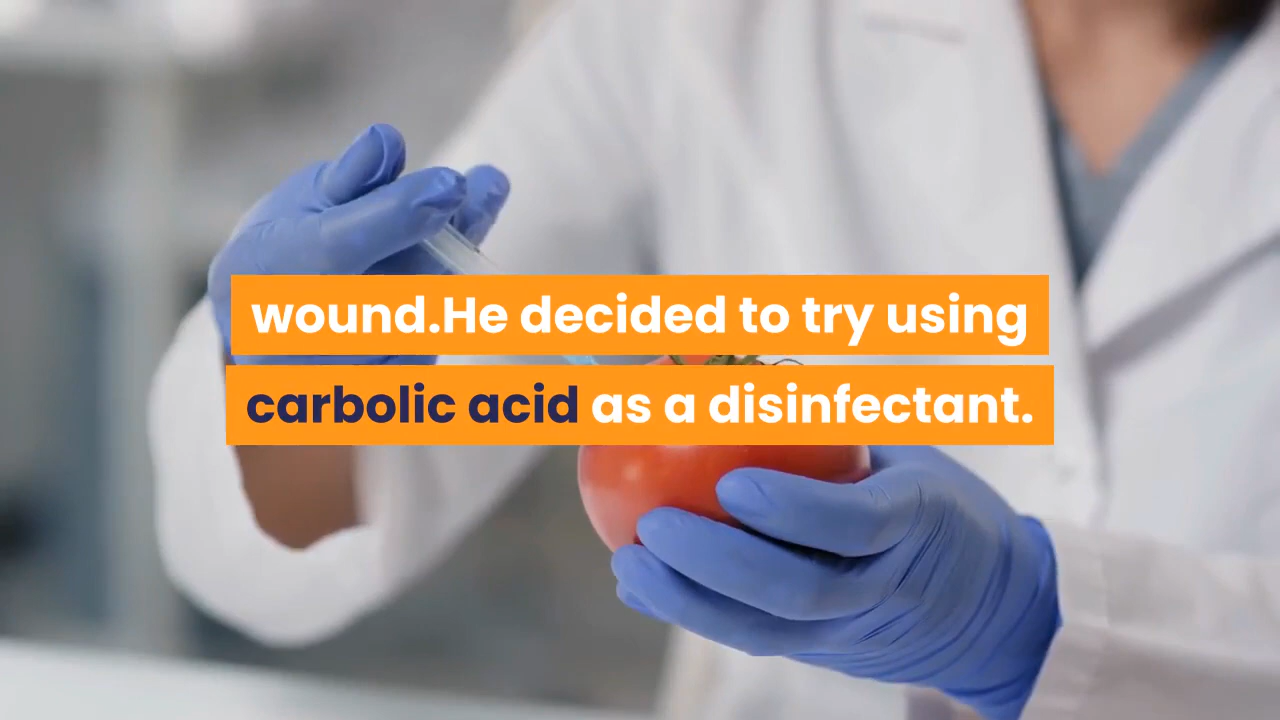 wound.He decided to try using
carbolic acid as a disinfectant.